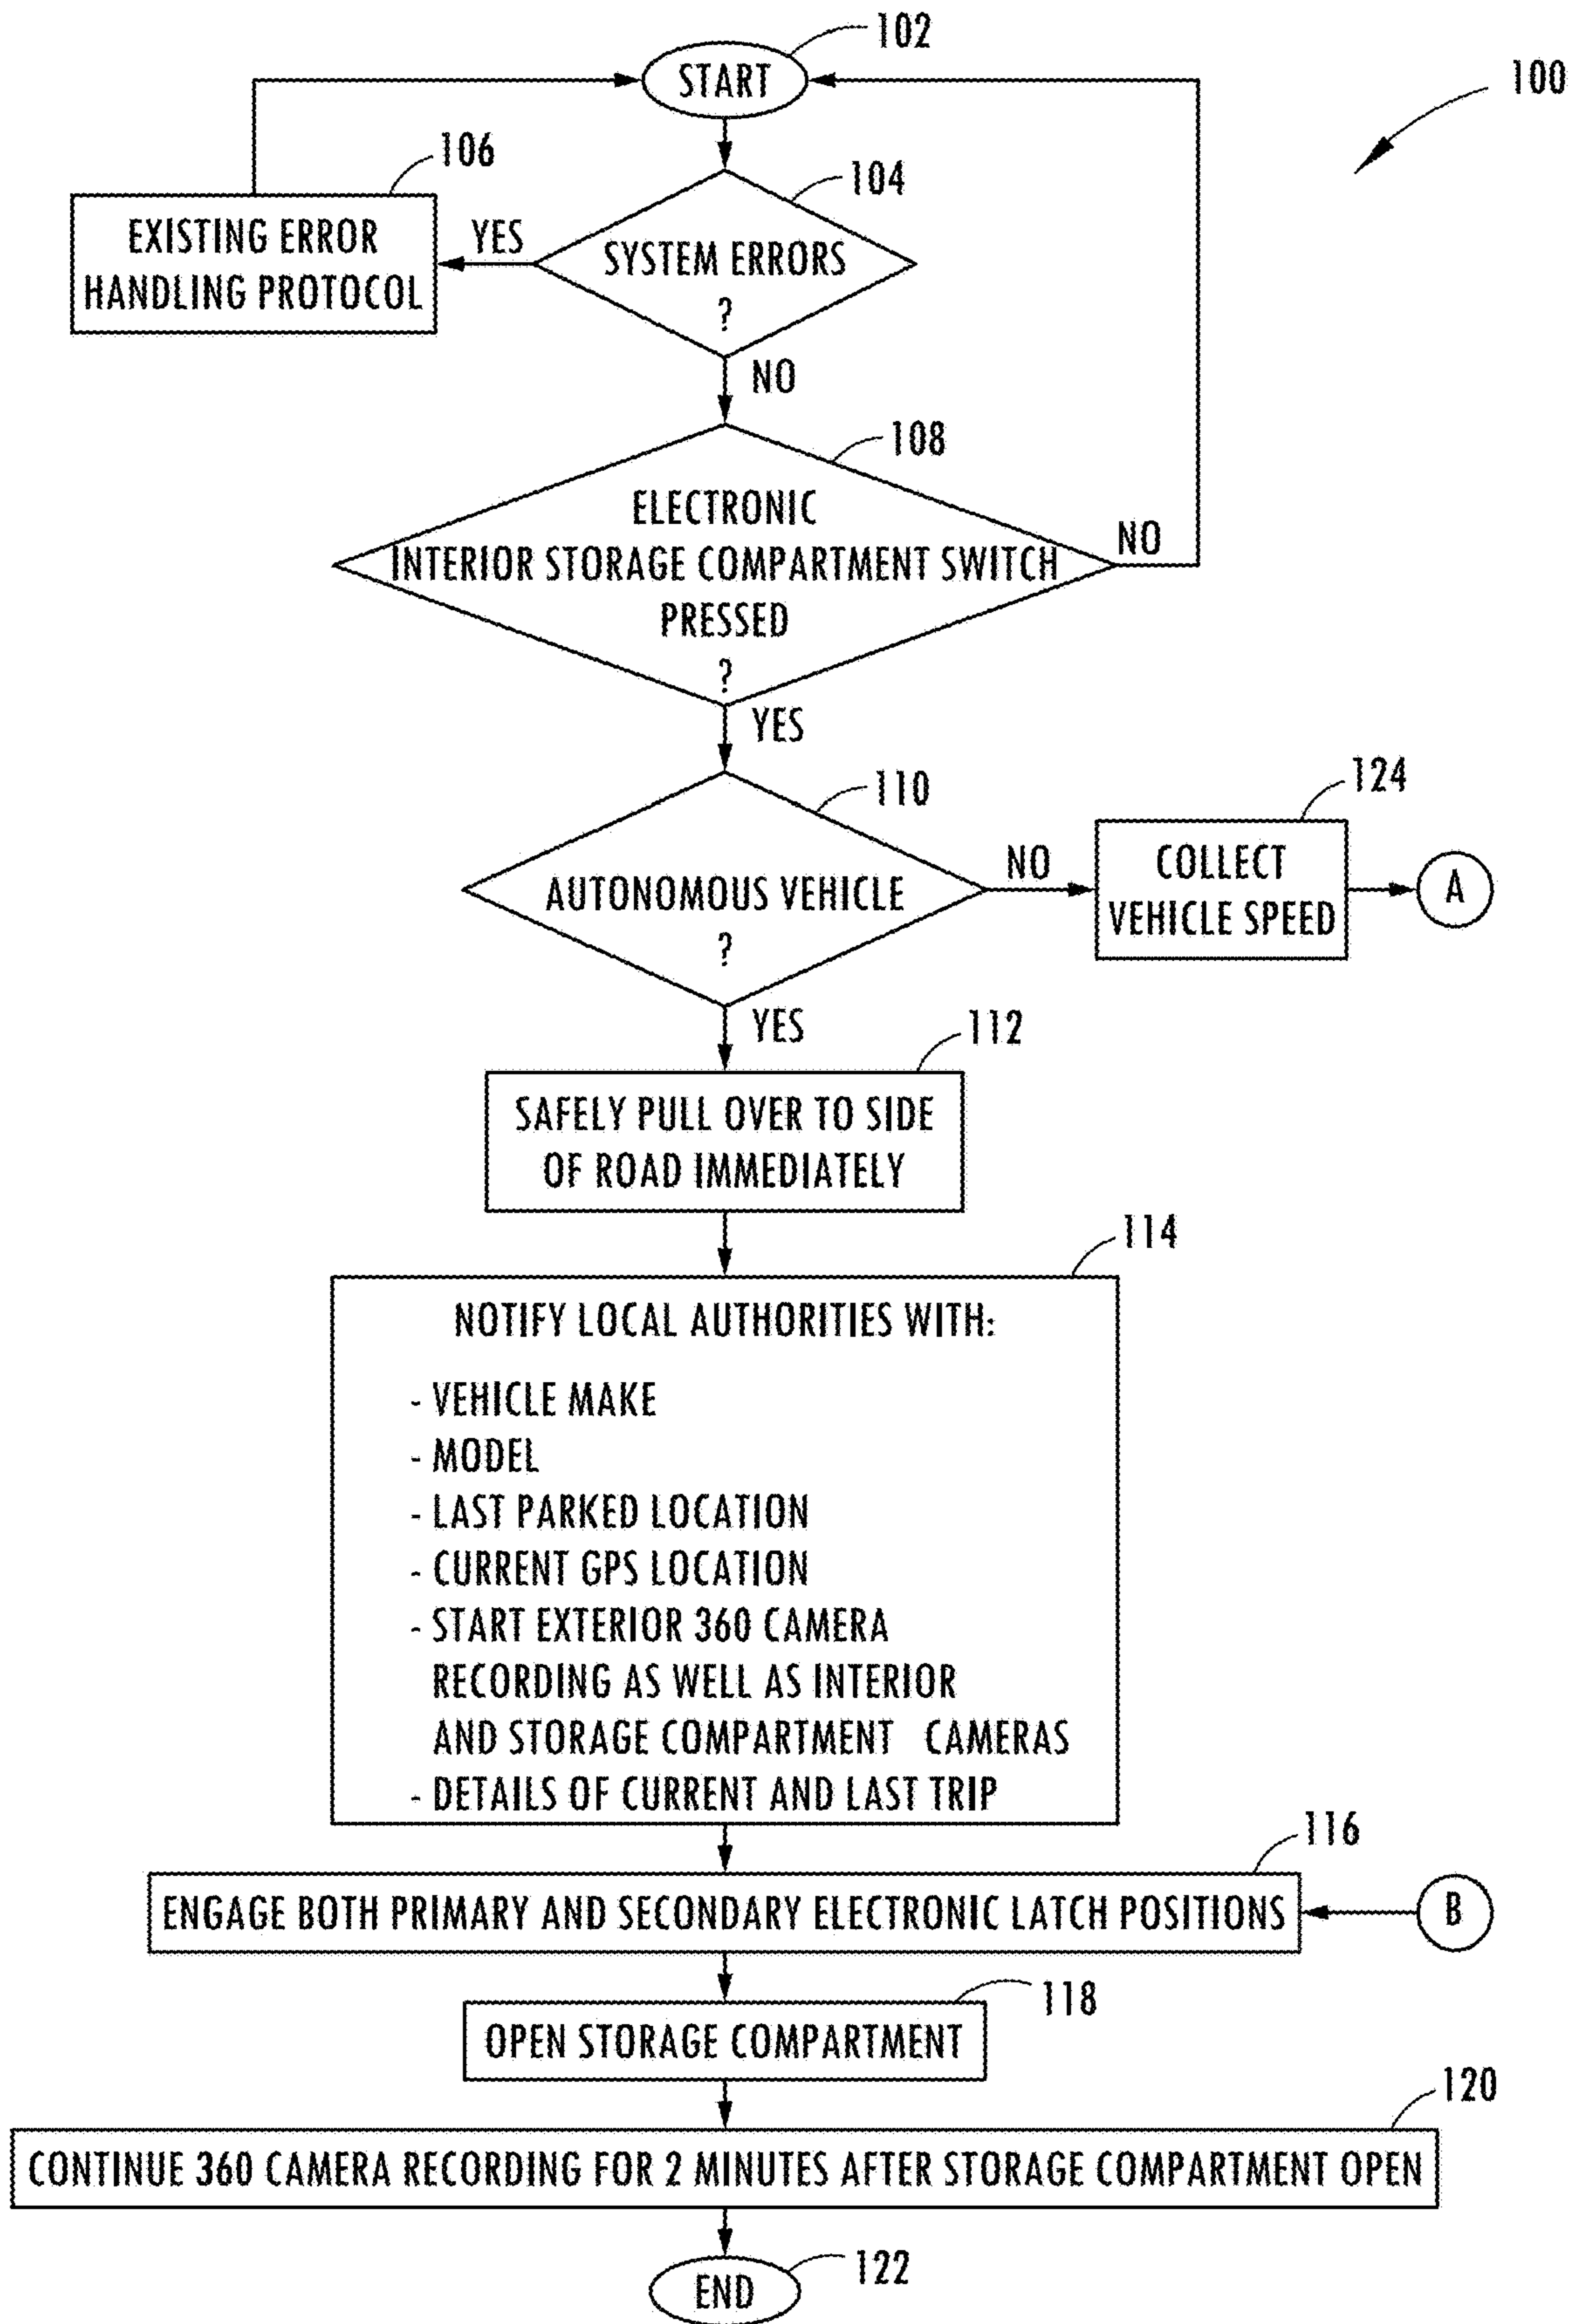 102
START
100
106
104
EXISTING ERROR
HANDLING PROTOCOL
YES
SYSTEM ERRORS
?
NO
108
ELECTRONIC
INTERIOR STORAGE COMPARTMENT SWITCH
PRESSED
?
NO
YES
110
124
AUTONOMOUS VEHICLE
?
NO
COLLECT
VEHICLE SPEED
A
YES
112
SAFELY PULL OVER TO SIDE
OF ROAD IMMEDIATELY
114
NOTIFY LOCAL AUTHORITIES WITH:
- VEHICLE MAKE
- MODEL
- LAST PARKED LOCATION
- CURRENT GPS LOCATION
- START EXTERIOR 360 CAMERA
RECORDING AS WELL AS INTERIOR
AND STORAGE COMPARTMENT CAMERAS
- DETAILS OF CURRENT AND LAST TRIP
116
ENGAGE BOTH PRIMARY AND SECONDARY ELECTRONIC LATCH POSITIONS
B
118
OPEN STORAGE COMPARTMENT
120
CONTINUE 360 CAMERA RECORDING FOR 2 MINUTES AFTER STORAGE COMPARTMENT OPEN
122
END